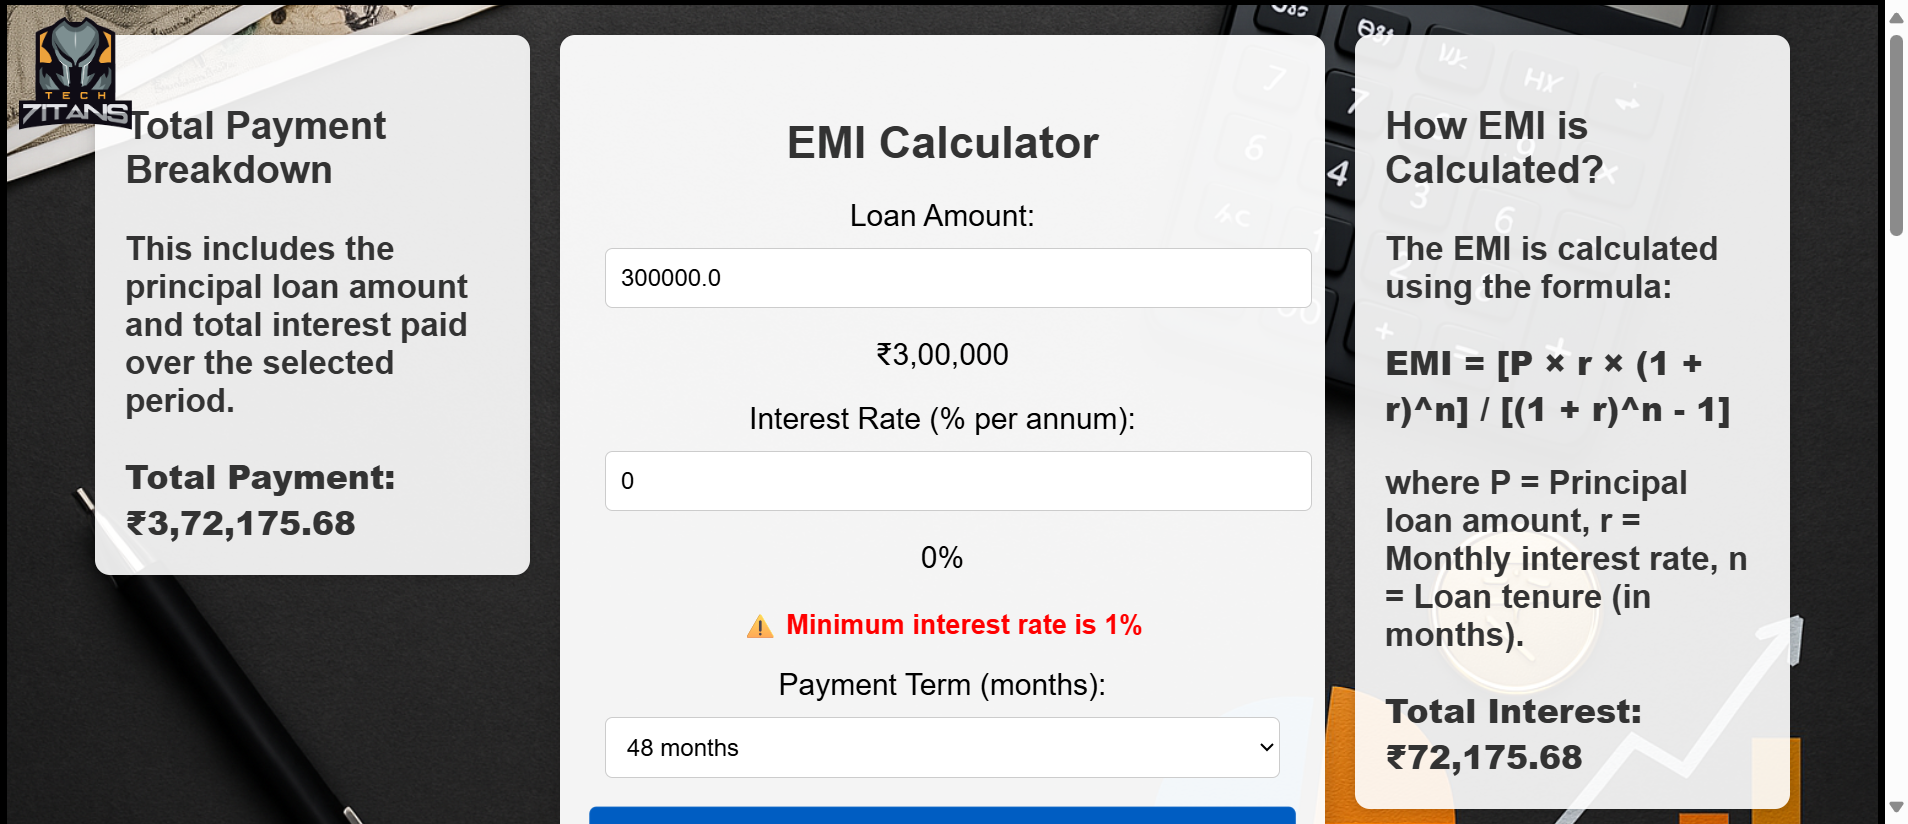 TECH
7ITANS
Total Payment
Breakdown
This includes the
principal loan amount
and total interest paid
over the selected
period.
Total Payment:
₹3,72,175.68
EMI Calculator
Loan Amount:
300000.0
₹3,00,000
Interest Rate (% per annum):
0
0%
⚠ Minimum interest rate is 1%
Payment Term (months):
48 months
How EMI is
Calculated?
The EMI is calculated
using the formula:
EMI = [P × r × (1 +
r)^n] / [(1 + r)^n - 1]
where P = Principal
loan amount, r =
Monthly interest rate, n
= Loan tenure (in
months).
Total Interest:
₹72,175.68